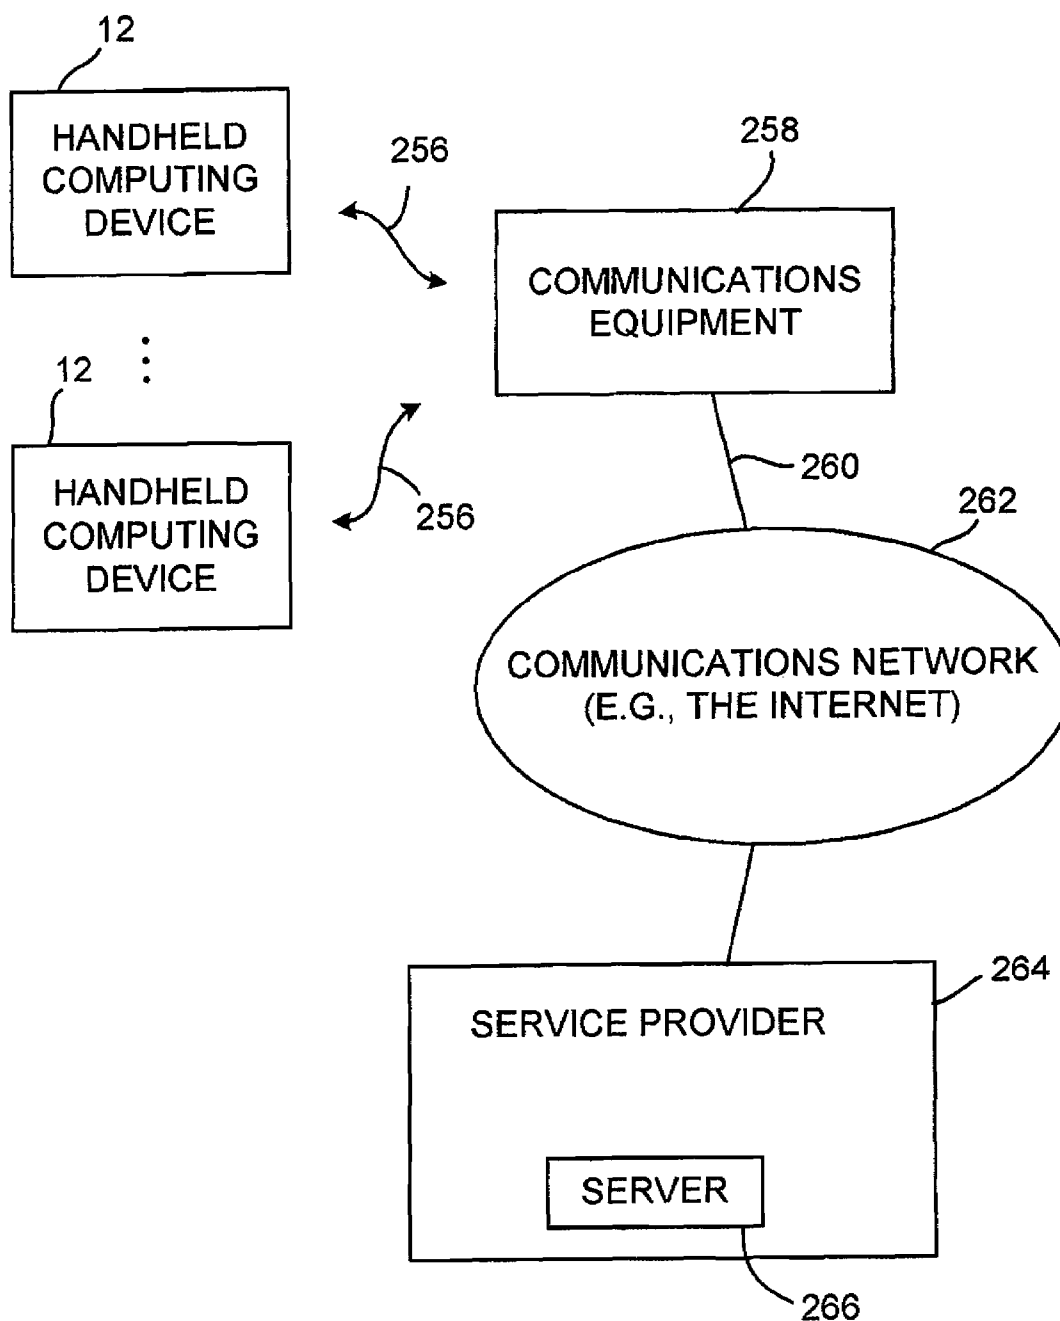 12
HANDHELD
COMPUTING
DEVICE
256
258
COMMUNICATIONS
EQUIPMENT
12
HANDHELD
COMPUTING
DEVICE
256
260
262
COMMUNICATIONS NETWORK
(E.G., THE INTERNET)
264
SERVICE PROVIDER
SERVER
266